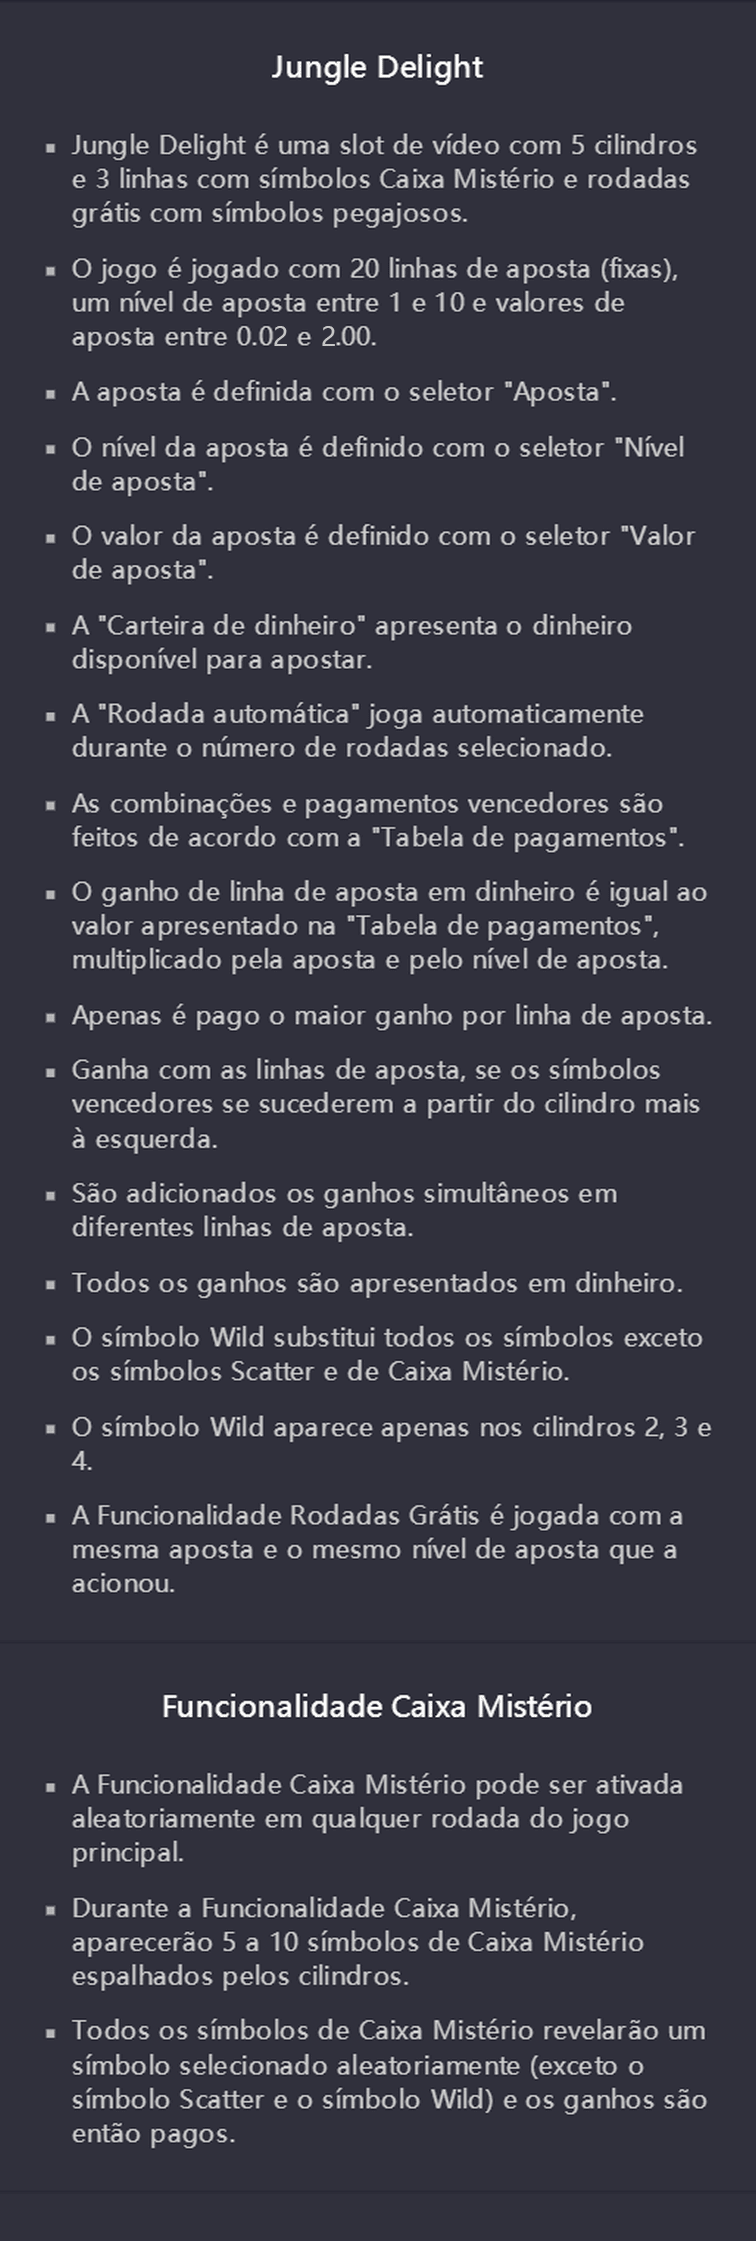 Jungle Delight
▪ Jungle Delight é uma slot de vídeo com 5 cilindros
e 3 linhas com símbolos Caixa Mistério e rodadas
grátis com símbolos pegajosos.
▪ O jogo é jogado com 20 linhas de aposta (fixas),
um nível de aposta entre 1 e 10 e valores de
aposta entre 0.02 e 2.00.
▪ A aposta é definida com o seletor "Aposta".
▪ O nível da aposta é definido com o seletor "Nível
de aposta".
▪ O valor da aposta é definido com o seletor "Valor
de aposta".
▪ A "Carteira de dinheiro" apresenta o dinheiro
disponível para apostar.
▪ A "Rodada automática" joga automaticamente
durante o número de rodadas selecionado.
▪ As combinações e pagamentos vencedores são
feitos de acordo com a "Tabela de pagamentos".
▪ O ganho de linha de aposta em dinheiro é igual ao
valor apresentado na "Tabela de pagamentos",
multiplicado pela aposta e pelo nível de aposta.
▪ Apenas é pago o maior ganho por linha de aposta.
▪ Ganha com as linhas de aposta, se os símbolos
vencedores se sucederem a partir do cilindro mais
à esquerda.
▪ São adicionados os ganhos simultâneos em
diferentes linhas de aposta.
▪ Todos os ganhos são apresentados em dinheiro.
▪ O símbolo Wild substitui todos os símbolos exceto
os símbolos Scatter e de Caixa Mistério.
▪ O símbolo Wild aparece apenas nos cilindros 2, 3 e
4.
▪ A Funcionalidade Rodadas Grátis é jogada com a
mesma aposta e o mesmo nível de aposta que a
acionou.
Funcionalidade Caixa Mistério
▪ A Funcionalidade Caixa Mistério pode ser ativada
aleatoriamente em qualquer rodada do jogo
principal.
▪ Durante a Funcionalidade Caixa Mistério,
aparecerão 5 a 10 símbolos de Caixa Mistério
espalhados pelos cilindros.
▪ Todos os símbolos de Caixa Mistério revelarão um
símbolo selecionado aleatoriamente (exceto o
símbolo Scatter e o símbolo Wild) e os ganhos são
então pagos.